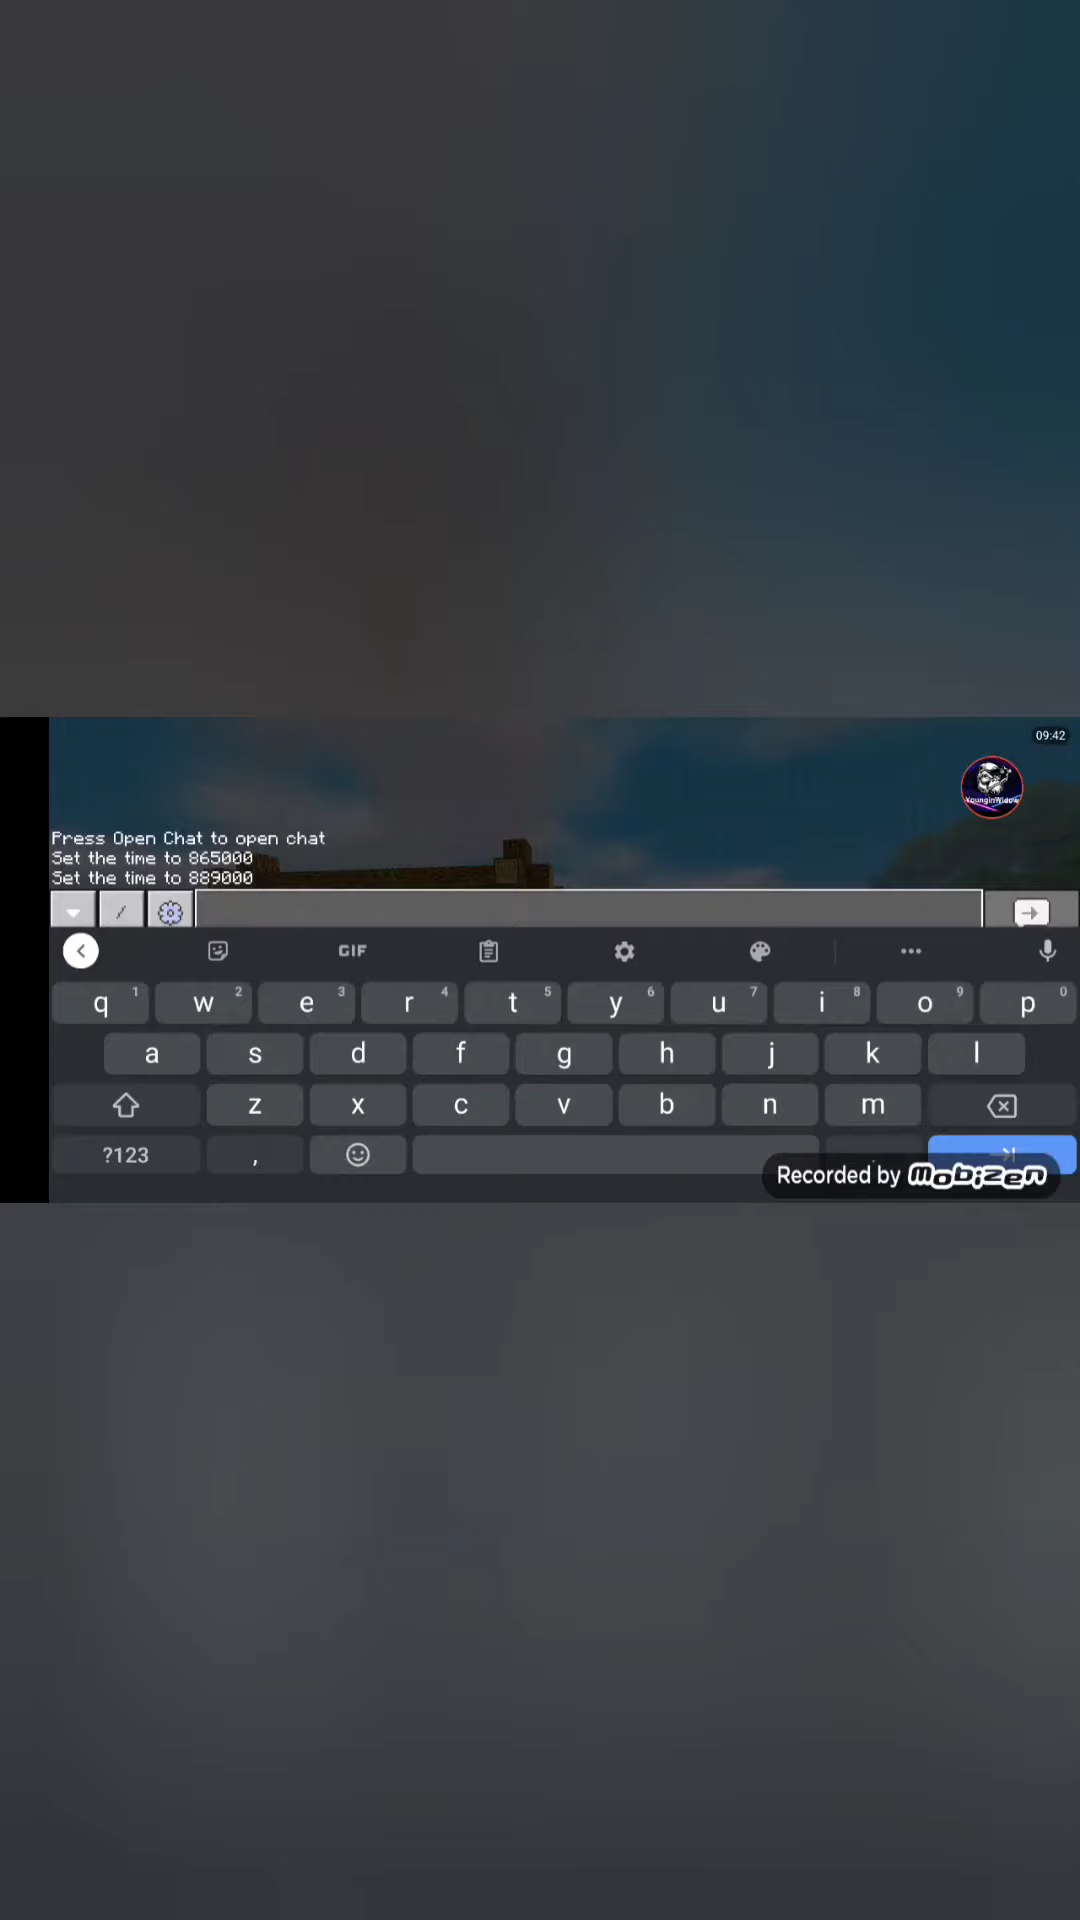 09:42
YounginWidow
Press Open Chat to open chat
Set the time to 865000
Set the time to 889000
/
GIF
q 1 w 2 e 3 r 4 t 5 y 6 u 7 i 8 o 9 p 0
a s d f g h j k l
z x c v b n m
?123 , .
Recorded by Mobizen